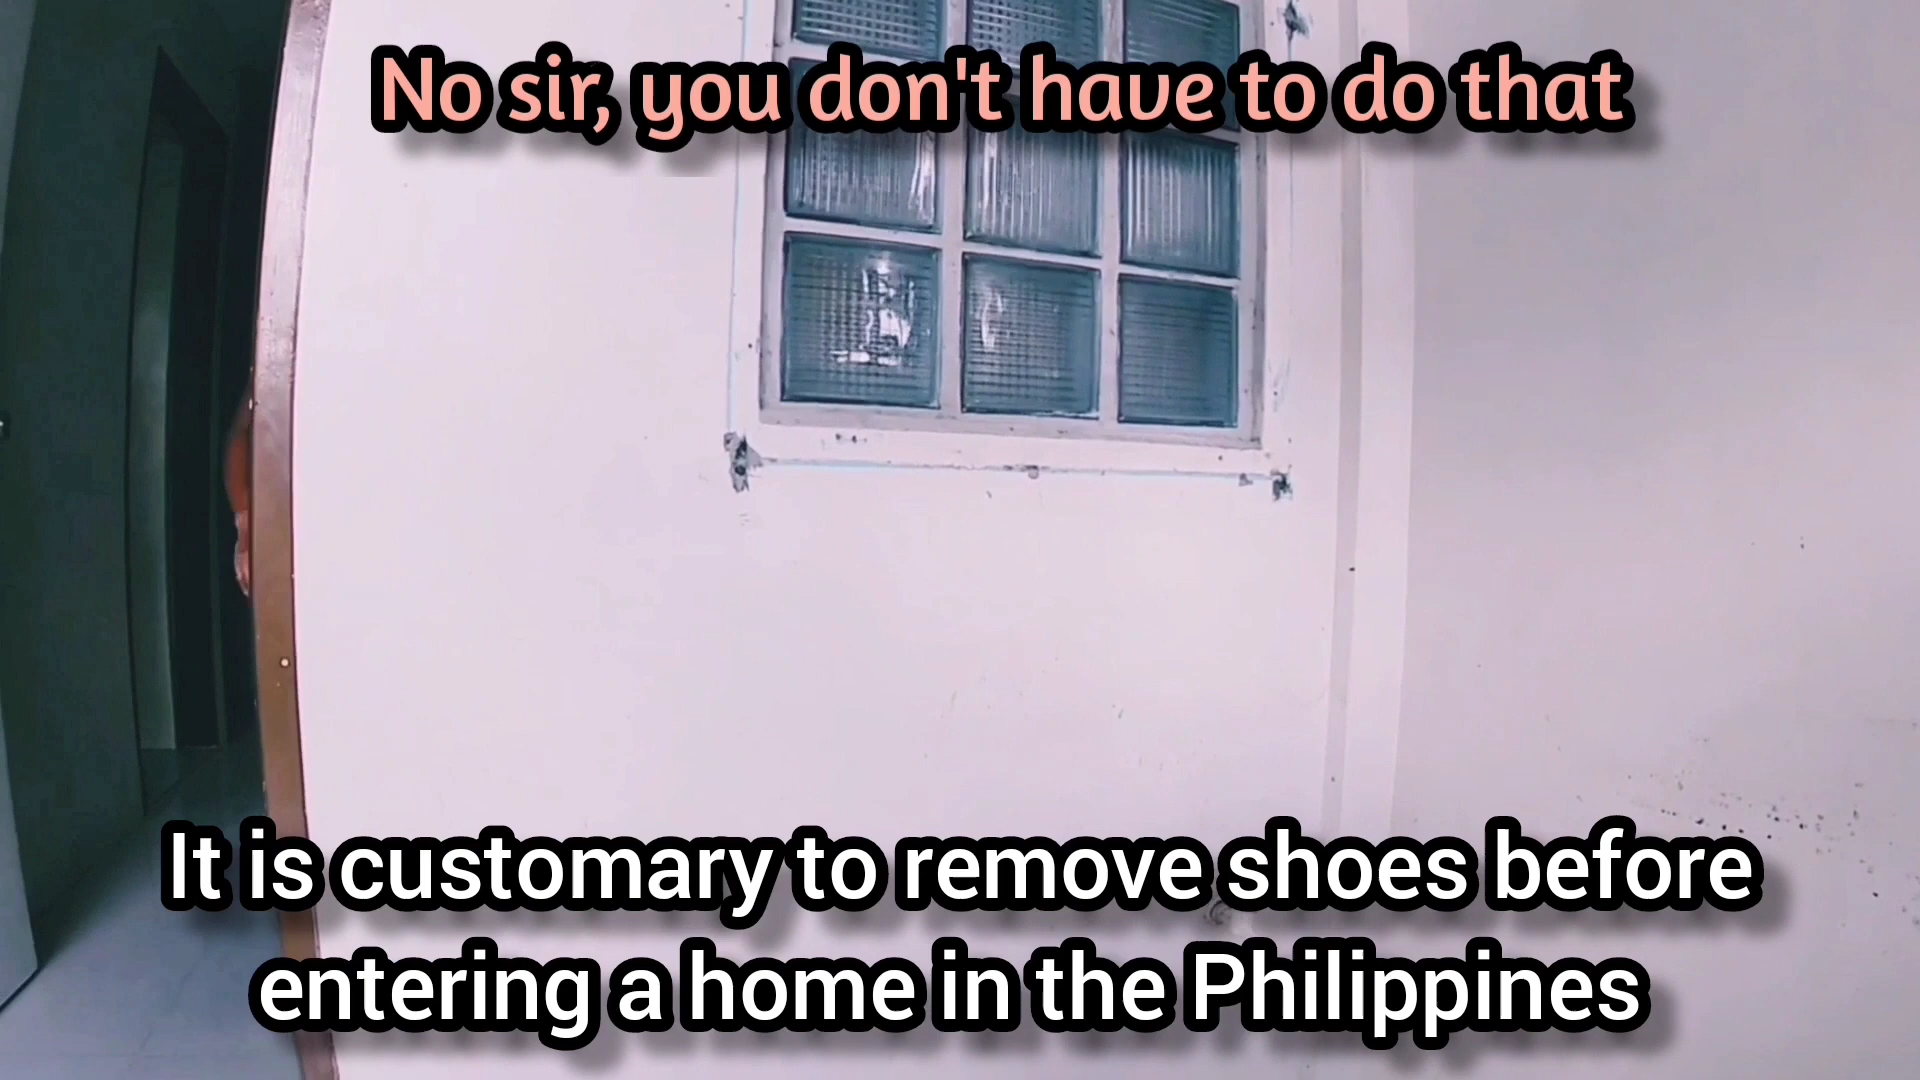 No sir, you don't have to do that
It is customary to remove shoes before
entering a home in the Philippines